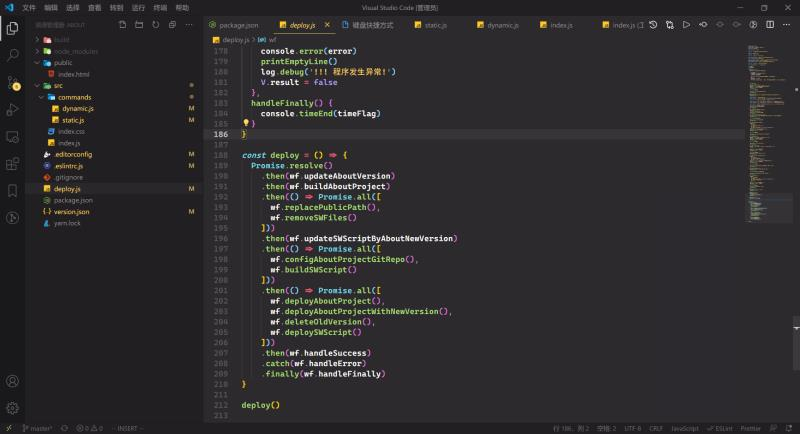 文件 编辑 选择 查看 转到 运行 终端 帮助
Visual Studio Code [管理员]
package.json
deploy.js
键盘快捷方式
static.js
dynamic.js
index.js
index.js
deploy.js > wf
build
node_modules
public
index.html
src
commands
dynamic.js M
static.js M
index.css
index.js
.editorconfig M
.eslintrc.js M
.gitignore
deploy.js M
package.json
version.json M
yarn.lock
178 console.error(error)
179 printEmptyLine()
180 log.debug('!!! 程序发生异常!')
181 V.result = false
182 },
183 handleFinally() {
184 console.timeEnd(timeFlag)
185 }
186 }
187
188 const deploy = () => {
189 Promise.resolve()
190 .then(wf.updateAboutVersion)
191 .then(wf.buildAboutProject)
192 .then(() => Promise.all([
193 wf.replacePublicPath(),
194 wf.removeSWFiles()
195 ]))
196 .then(wf.updateSWScriptByAboutNewVersion)
197 .then(() => Promise.all([
198 wf.configAboutProjectGitRepo(),
199 wf.buildSWScript()
200 ]))
201 .then(() => Promise.all([
202 wf.deployAboutProject(),
203 wf.deployAboutProjectWithNewVersion(),
204 wf.deleteOldVersion(),
205 wf.deploySWScript()
206 ]))
207 .then(wf.handleSuccess)
208 .catch(wf.handleError)
209 .finally(wf.handleFinally)
210 }
211
212 deploy()
213
master* 0 0 -- INSERT --
行 186, 列 2 空格: 2 UTF-8 CRLF JavaScript ESLint Prettier